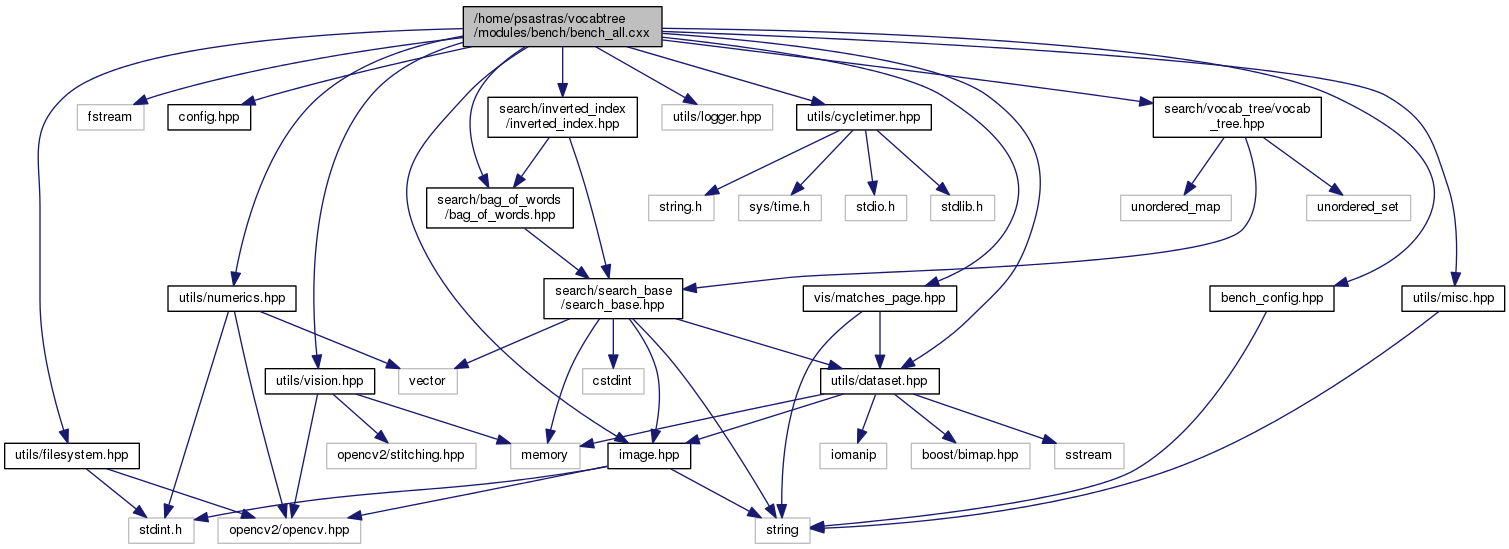 /home/psastras/vocabtree
/modules/bench/bench_all.cxx
fstream
config.hpp
search/inverted_index
/inverted_index.hpp
utils/logger.hpp
utils/cycletimer.hpp
search/vocab_tree/vocab
_tree.hpp
search/bag_of_words
/bag_of_words.hpp
string.h
sys/time.h
stdio.h
stdlib.h
unordered_map
unordered_set
utils/numerics.hpp
search/search_base
/search_base.hpp
vis/matches_page.hpp
bench_config.hpp
utils/misc.hpp
utils/vision.hpp
vector
cstdint
utils/dataset.hpp
utils/filesystem.hpp
opencv2/stitching.hpp
memory
image.hpp
iomanip
boost/bimap.hpp
sstream
stdint.h
opencv2/opencv.hpp
string